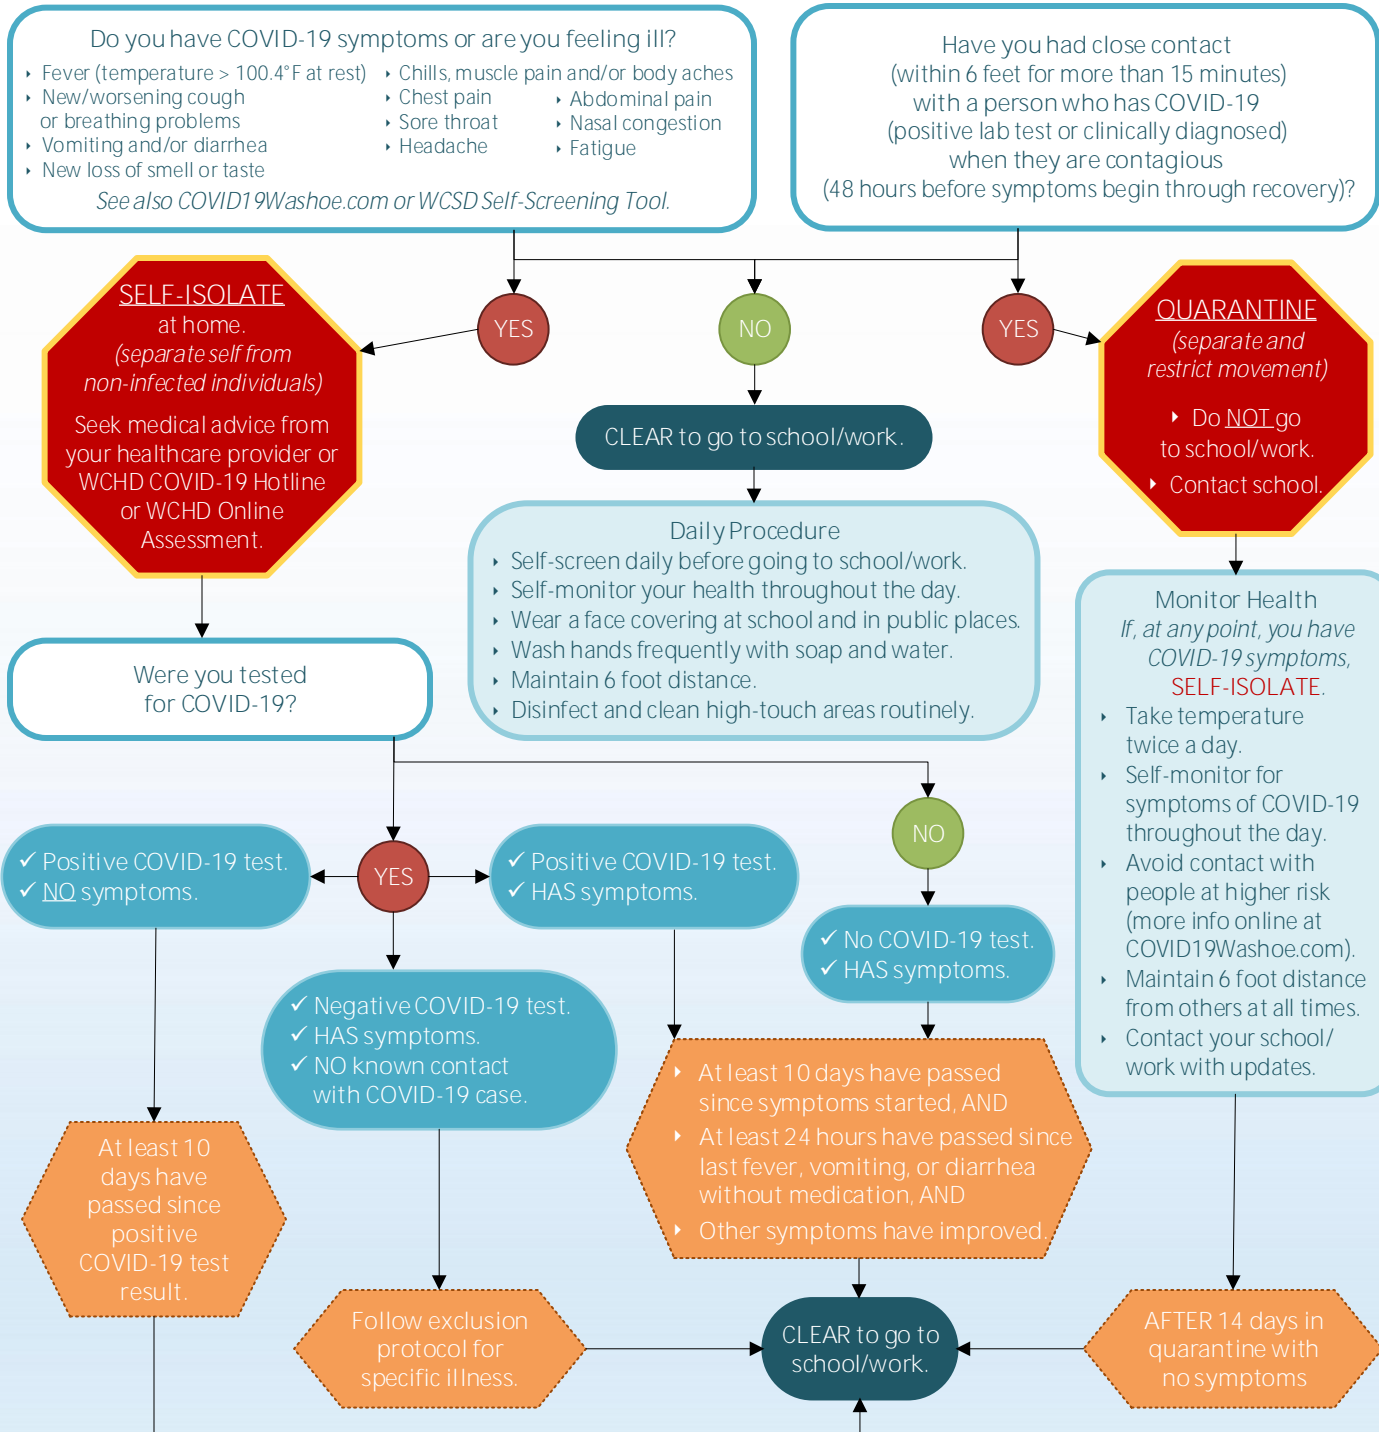 Do you have COVID-19 symptoms or are you feeling ill?
‣ Fever (temperature > 100.4°F at rest)
‣ New/worsening cough
or breathing problems
‣ Vomiting and/or diarrhea
‣ New loss of smell or taste
‣ Chills, muscle pain and/or body aches
‣ Chest pain
‣ Sore throat
‣ Headache
‣ Abdominal pain
‣ Nasal congestion
‣ Fatigue
See also COVID19Washoe.com or WCSD Self-Screening Tool.
Have you had close contact
(within 6 feet for more than 15 minutes)
with a person who has COVID-19
(positive lab test or clinically diagnosed)
when they are contagious
(48 hours before symptoms begin through recovery)?
YES
NO
YES
SELF-ISOLATE
at home.
(separate self from
non-infected individuals)
Seek medical advice from
your healthcare provider or
WCHD COVID-19 Hotline
or WCHD Online
Assessment.
CLEAR to go to school/work.
QUARANTINE
(separate and
restrict movement)
‣ Do NOT go
to school/work.
‣ Contact school.
Daily Procedure
‣ Self-screen daily before going to school/work.
‣ Self-monitor your health throughout the day.
‣ Wear a face covering at school and in public places.
‣ Wash hands frequently with soap and water.
‣ Maintain 6 foot distance.
‣ Disinfect and clean high-touch areas routinely.
Monitor Health
If, at any point, you have
COVID-19 symptoms,
SELF-ISOLATE.
‣ Take temperature
twice a day.
‣ Self-monitor for
symptoms of COVID-19
throughout the day.
‣ Avoid contact with
people at higher risk
(more info online at
COVID19Washoe.com).
‣ Maintain 6 foot distance
from others at all times.
‣ Contact your school/
work with updates.
Were you tested
for COVID-19?
NO
YES
✓ Positive COVID-19 test.
✓ NO symptoms.
✓ Positive COVID-19 test.
✓ HAS symptoms.
✓ No COVID-19 test.
✓ HAS symptoms.
✓ Negative COVID-19 test.
✓ HAS symptoms.
✓ NO known contact
with COVID-19 case.
At least 10
days have
passed since
positive
COVID-19 test
result.
‣ At least 10 days have passed
since symptoms started, AND
‣ At least 24 hours have passed since
last fever, vomiting, or diarrhea
without medication, AND
‣ Other symptoms have improved.
Follow exclusion
protocol for
specific illness.
CLEAR to go to
school/work.
AFTER 14 days in
quarantine with
no symptoms